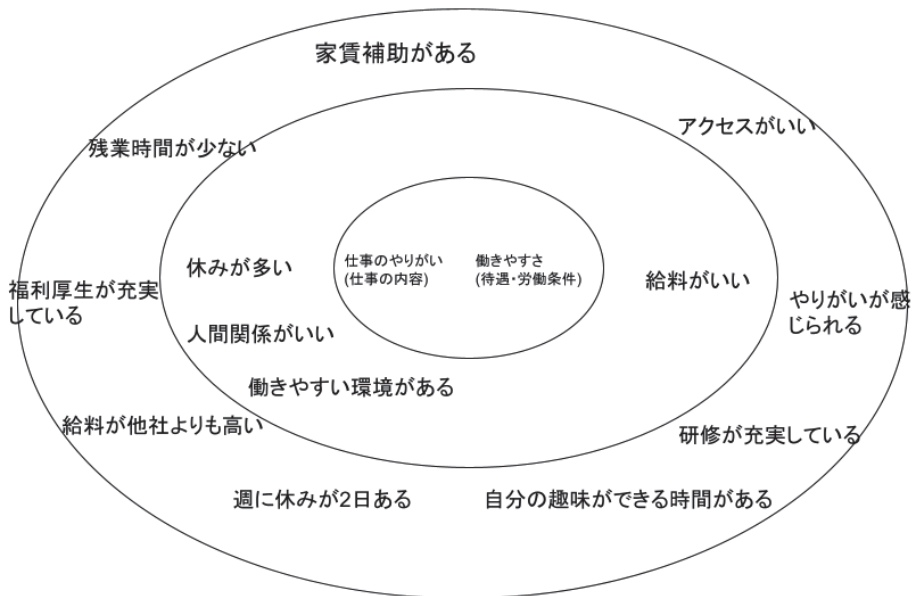 家賃補助がある
アクセスがいい
残業時間が少ない
仕事のやりがい
(仕事の内容)
働きやすさ
(待遇・労働条件)
休みが多い
給料がいい
福利厚生が充実
している
やりがいが感
じられる
人間関係がいい
働きやすい環境がある
給料が他社よりも高い
研修が充実している
週に休みが2日ある
自分の趣味ができる時間がある